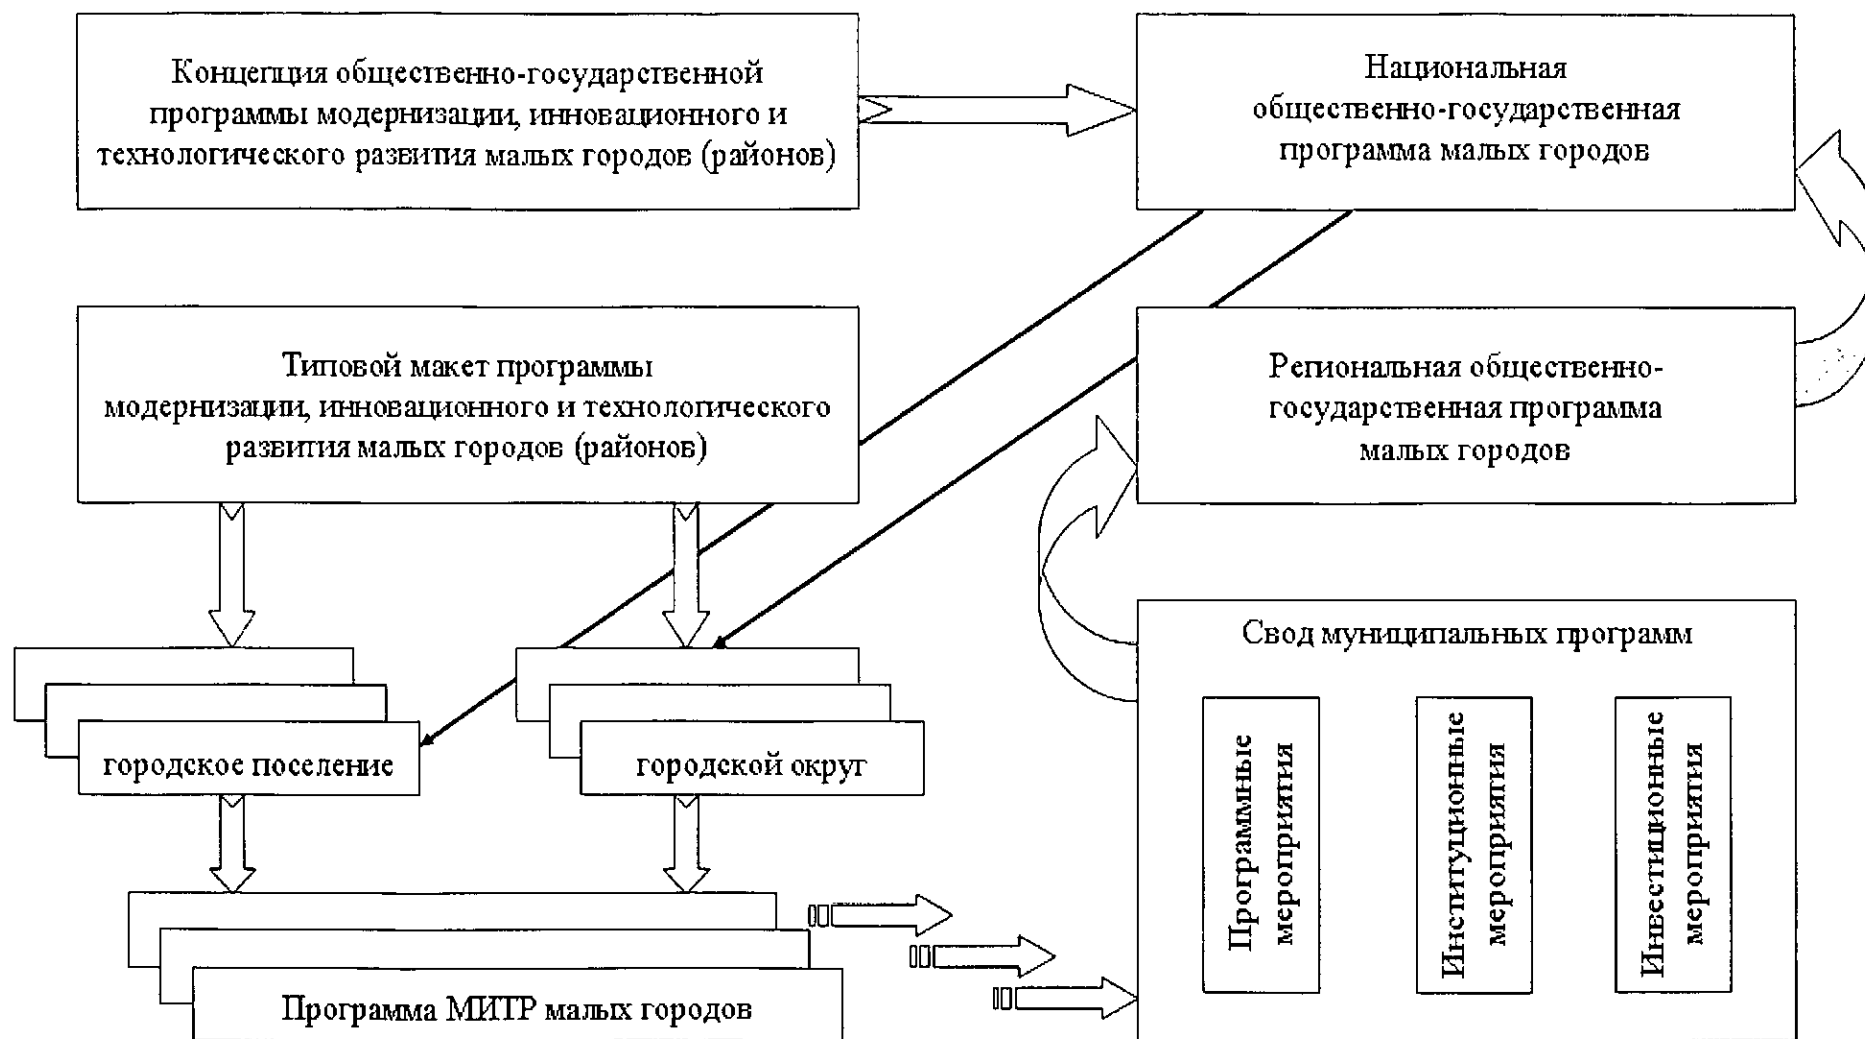 Концепция общественно-государственной
программы модернизации, инновационного и
технологического развития малых городов (районов)
Национальная
общественно-государственная
программа малых городов
Типовой макет программы
модернизации, инновационного и технологического
развития малых городов (районов)
Региональная общественно-
государственная программа
малых городов
городское поселение
городской округ
Программа МИТР малых городов
Свод муниципальных программ
Программные
мероприятия
Институционные
мероприятия
Инвестиционные
мероприятия